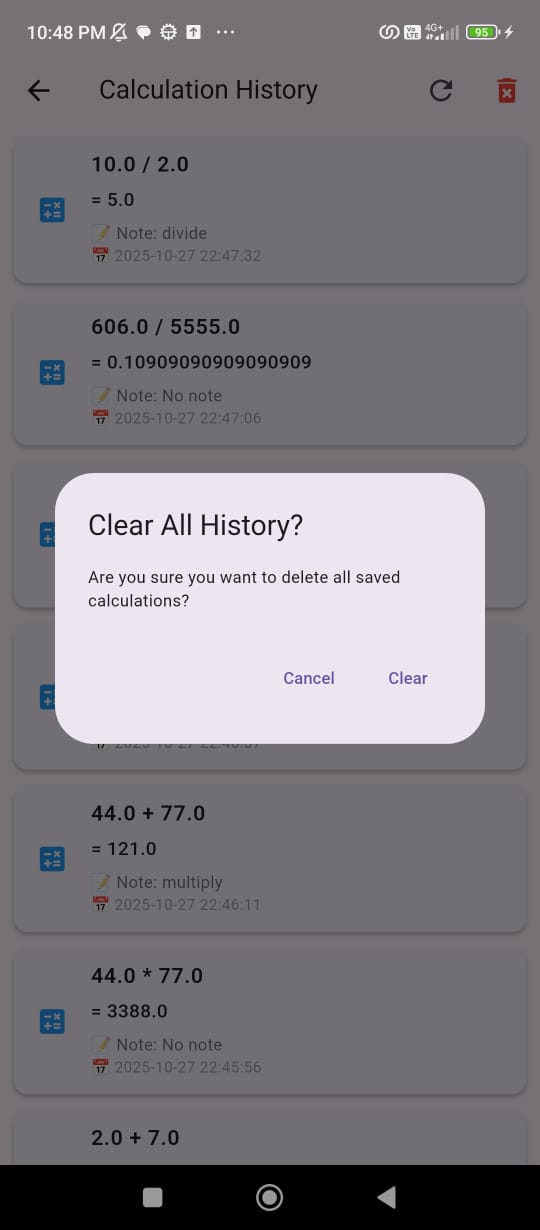 10:48 PM
Vo LTE
4G+
95
Calculation History
10.0 / 2.0
= 5.0
📝 Note: divide
📅 2025-10-27 22:47:32
606.0 / 5555.0
= 0.10909090909090909
📝 Note: No note
📅 2025-10-27 22:47:06
Clear All History?
Are you sure you want to delete all saved
calculations?
Cancel Clear
44.0 + 77.0
= 121.0
📝 Note: multiply
📅 2025-10-27 22:46:11
44.0 * 77.0
= 3388.0
📝 Note: No note
📅 2025-10-27 22:45:56
2.0 + 7.0